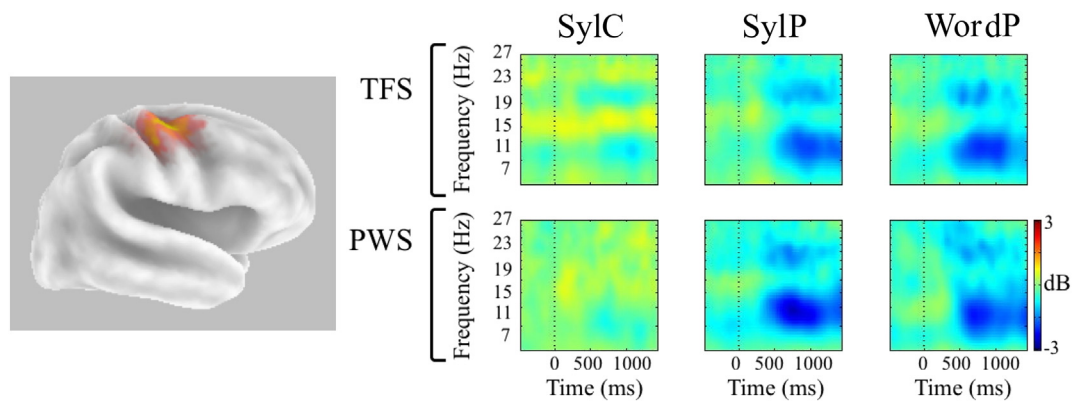 SylC SylP WordP
TFS
Frequency (Hz)
27
23
19
15
11
7
PWS
Frequency (Hz)
27
23
19
15
11
7
3
dB
-3
0 500 1000 0 500 1000 0 500 1000
Time (ms) Time (ms) Time (ms)